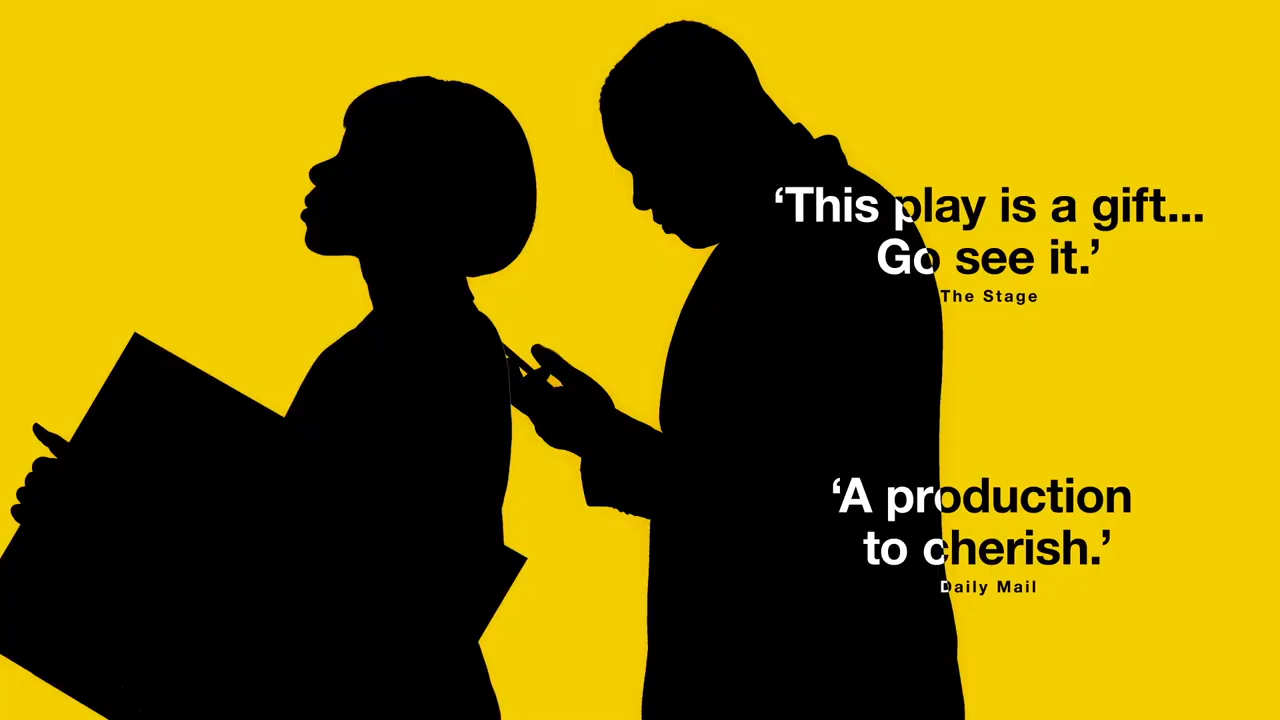 ‘This play is a gift...
Go see it.’
The Stage
‘A production
to cherish.’
Daily Mail